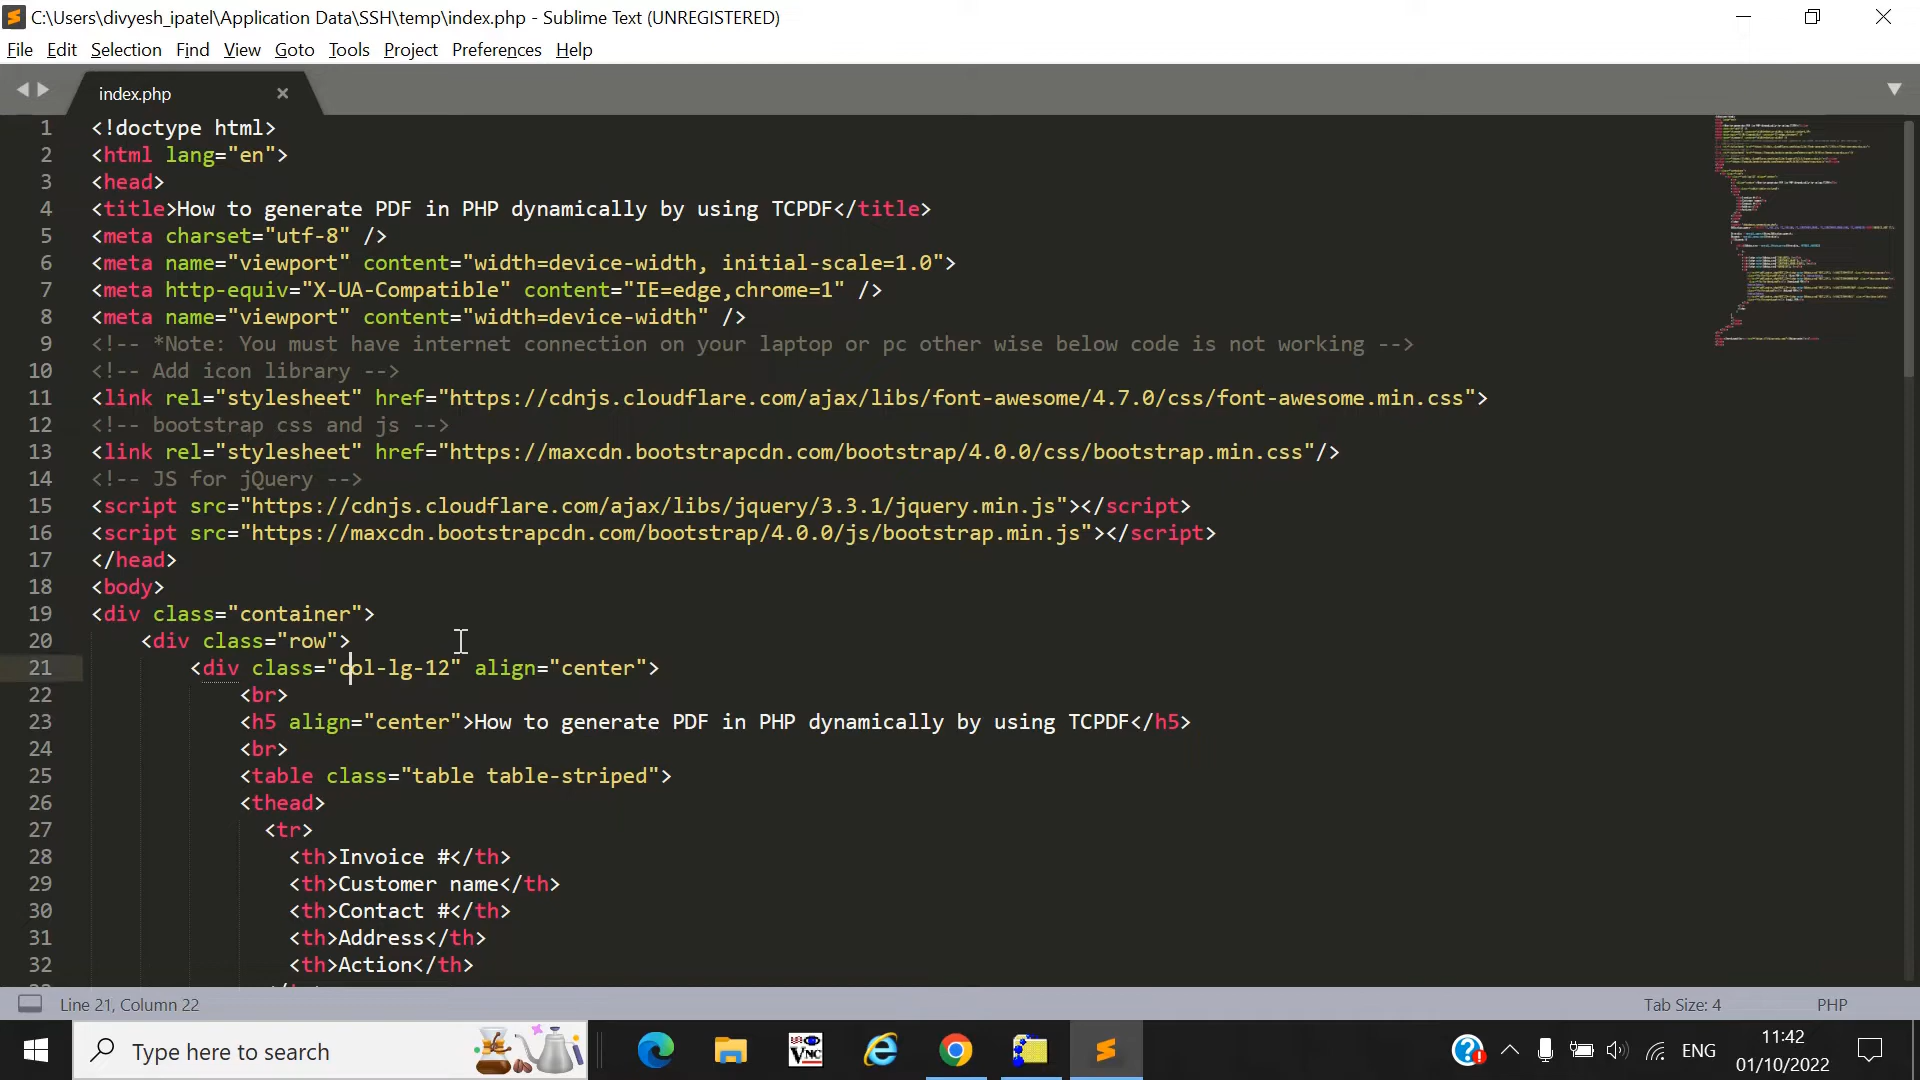 C:\Users\divyesh_ipatel\Application Data\SSH\temp\index.php - Sublime Text (UNREGISTERED)
File Edit Selection Find View Goto Tools Project Preferences Help
index.php
1 <!doctype html>
2 <html lang="en">
3 <head>
4 <title>How to generate PDF in PHP dynamically by using TCPDF</title>
5 <meta charset="utf-8" />
6 <meta name="viewport" content="width=device-width, initial-scale=1.0">
7 <meta http-equiv="X-UA-Compatible" content="IE=edge,chrome=1" />
8 <meta name="viewport" content="width=device-width" />
9 <!-- *Note: You must have internet connection on your laptop or pc other wise below code is not working -->
10 <!-- Add icon library -->
11 <link rel="stylesheet" href="https://cdnjs.cloudflare.com/ajax/libs/font-awesome/4.7.0/css/font-awesome.min.css">
12 <!-- bootstrap css and js -->
13 <link rel="stylesheet" href="https://maxcdn.bootstrapcdn.com/bootstrap/4.0.0/css/bootstrap.min.css"/>
14 <!-- JS for jQuery -->
15 <script src="https://cdnjs.cloudflare.com/ajax/libs/jquery/3.3.1/jquery.min.js"></script>
16 <script src="https://maxcdn.bootstrapcdn.com/bootstrap/4.0.0/js/bootstrap.min.js"></script>
17 </head>
18 <body>
19 <div class="container">
20 <div class="row">
21 <div class="col-lg-12" align="center">
22 <br>
23 <h5 align="center">How to generate PDF in PHP dynamically by using TCPDF</h5>
24 <br>
25 <table class="table table-striped">
26 <thead>
27 <tr>
28 <th>Invoice #</th>
29 <th>Customer name</th>
30 <th>Contact #</th>
31 <th>Address</th>
32 <th>Action</th>
Line 21, Column 22 Tab Size: 4 PHP
Type here to search
VNC
ENG
11:42
01/10/2022